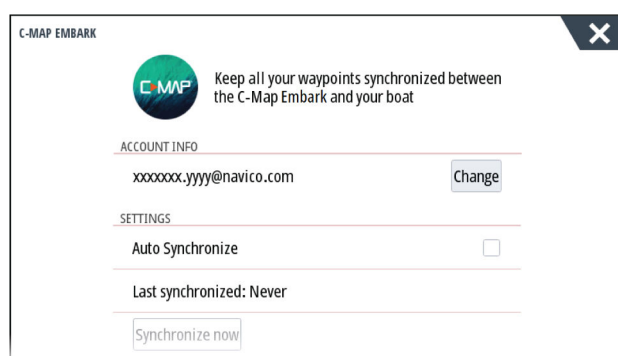 C-MAP EMBARK
C-MAP
Keep all your waypoints synchronized between
the C-Map Embark and your boat
ACCOUNT INFO
xxxxxxx.yyyy@navico.com
Change
SETTINGS
Auto Synchronize
Last synchronized: Never
Synchronize now